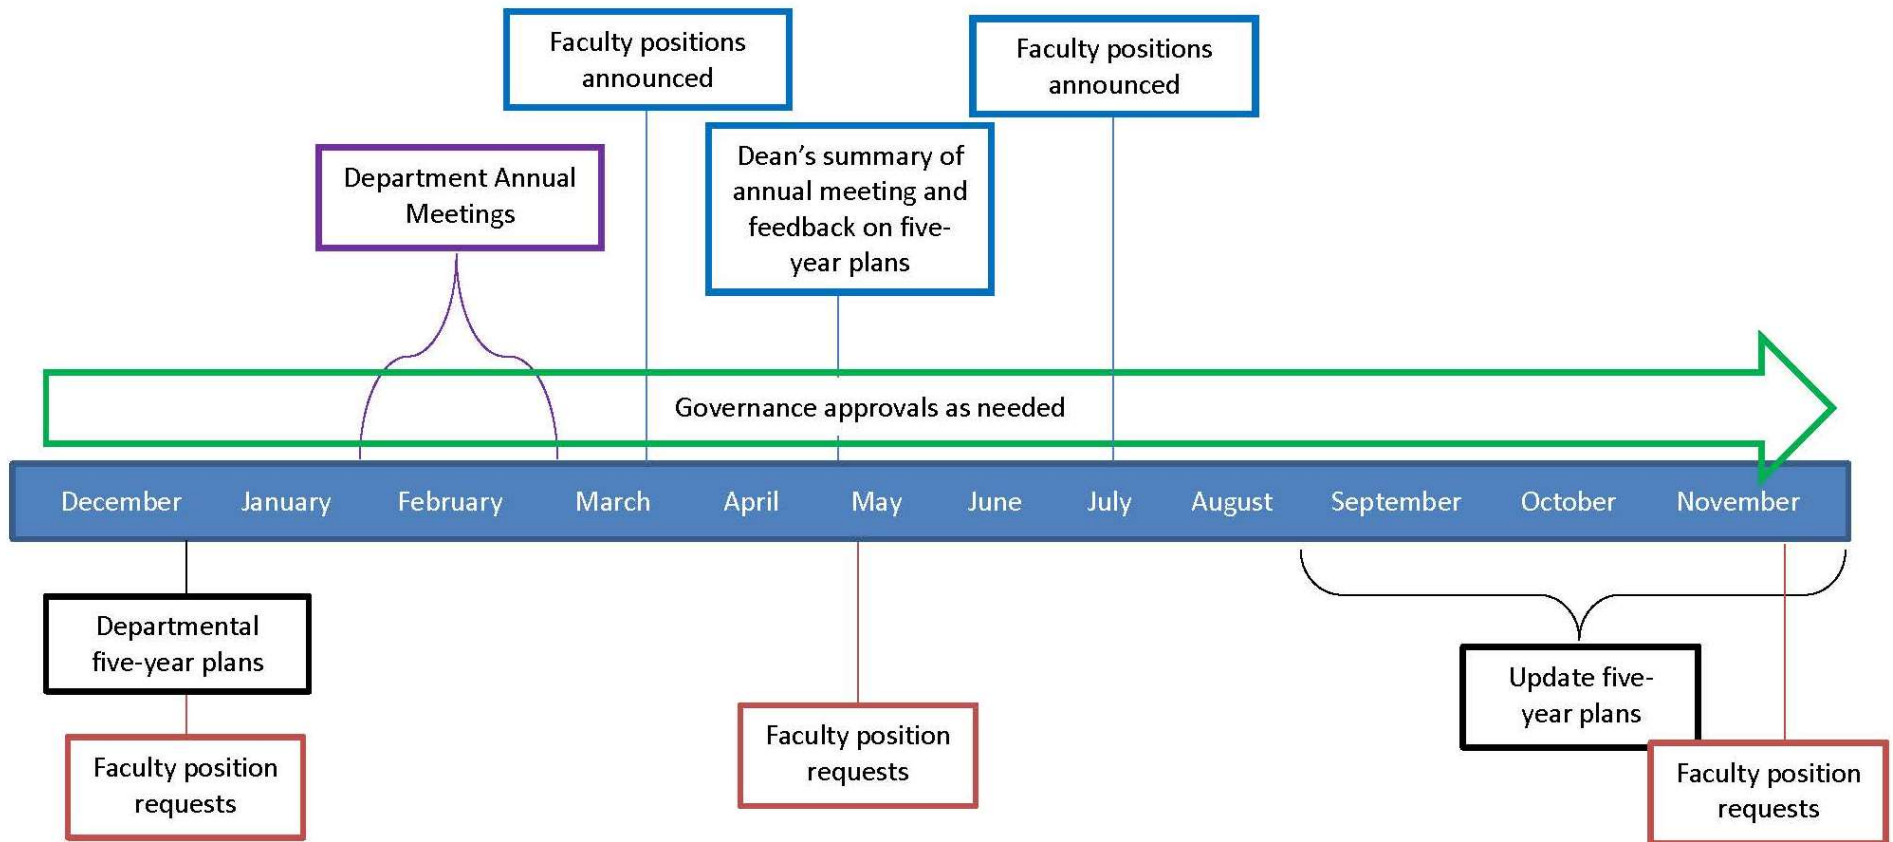 Faculty positions
announced
Faculty positions
announced
Dean’s summary of
annual meeting and
feedback on five-
year plans
Department Annual
Meetings
Governance approvals as needed
December January February March April May June July August September October November
Departmental
five-year plans
Faculty position
requests
Faculty position
requests
Update five-
year plans
Faculty position
requests